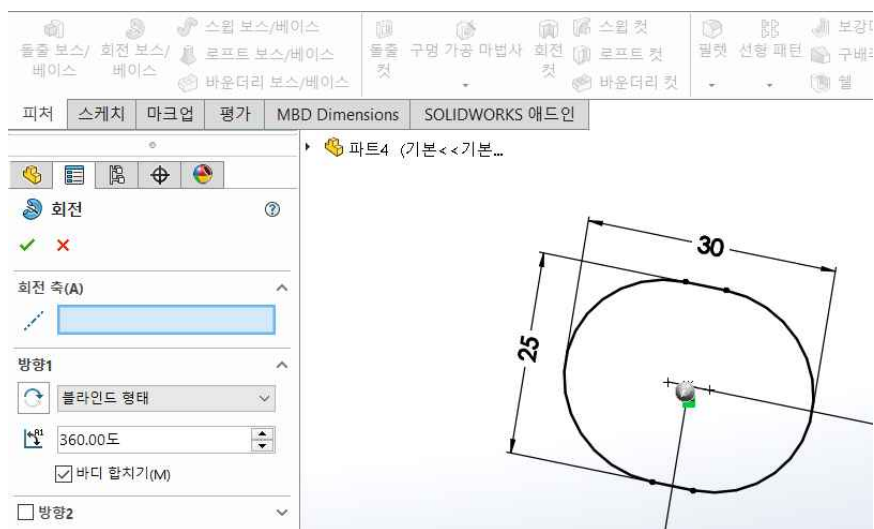 돌출 보스/베이스
회전 보스/베이스
스윕 보스/베이스
로프트 보스/베이스
바운더리 보스/베이스
돌출 컷
구멍 가공 마법사
회전 컷
스윕 컷
로프트 컷
바운더리 컷
필렛
선형 패턴
쉘
피처 스케치 마크업 평가 MBD Dimensions SOLIDWORKS 애드인
파트4 (기본<<기본...
회전
회전 축(A)
방향1
블라인드 형태
360.00도
바디 합치기(M)
방향2
30
25